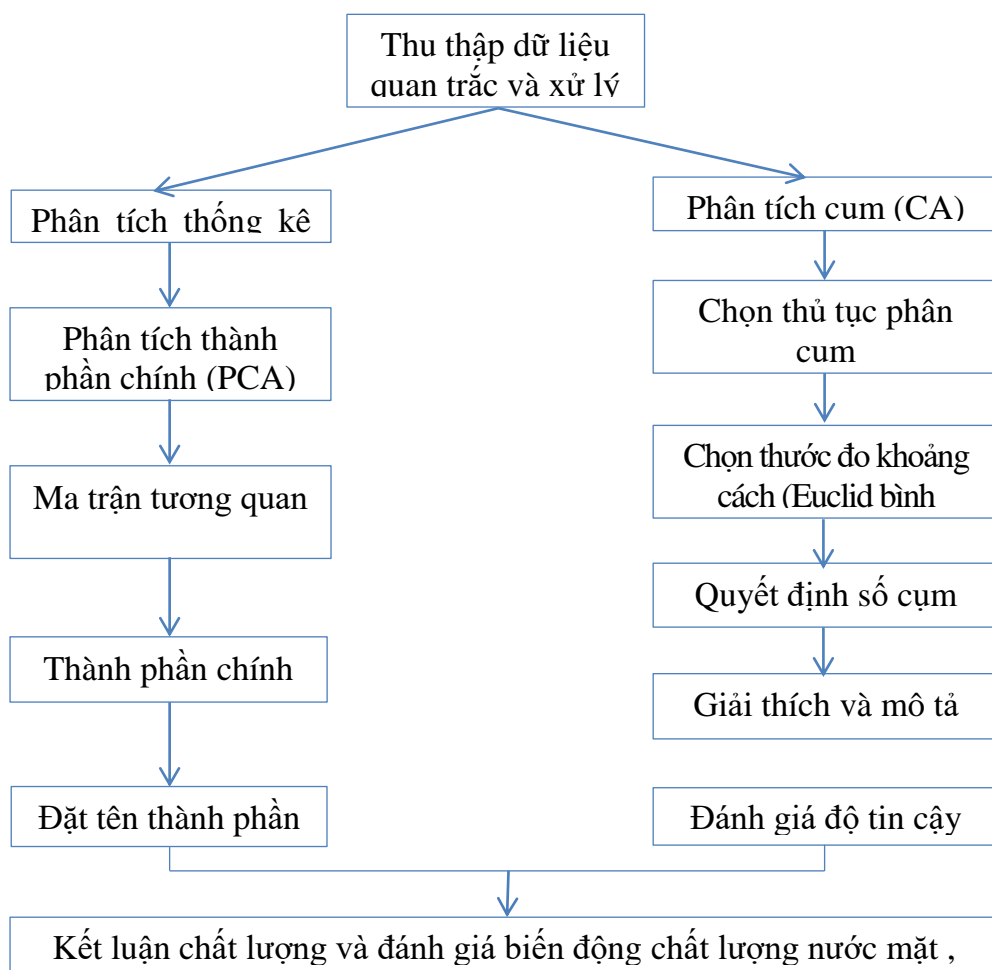 Thu thập dữ liệu
quan trắc và xử lý
Phân tích thống kê
Phân tích thành
phần chính (PCA)
Ma trận tương quan
Thành phần chính
Đặt tên thành phần
Phân tích cum (CA)
Chọn thủ tục phân
cum
Chọn thước đo khoảng
cách (Euclid bình
Quyết định số cụm
Giải thích và mô tả
Đánh giá độ tin cậy
Kết luận chất lượng và đánh giá biến động chất lượng nước mặt ,